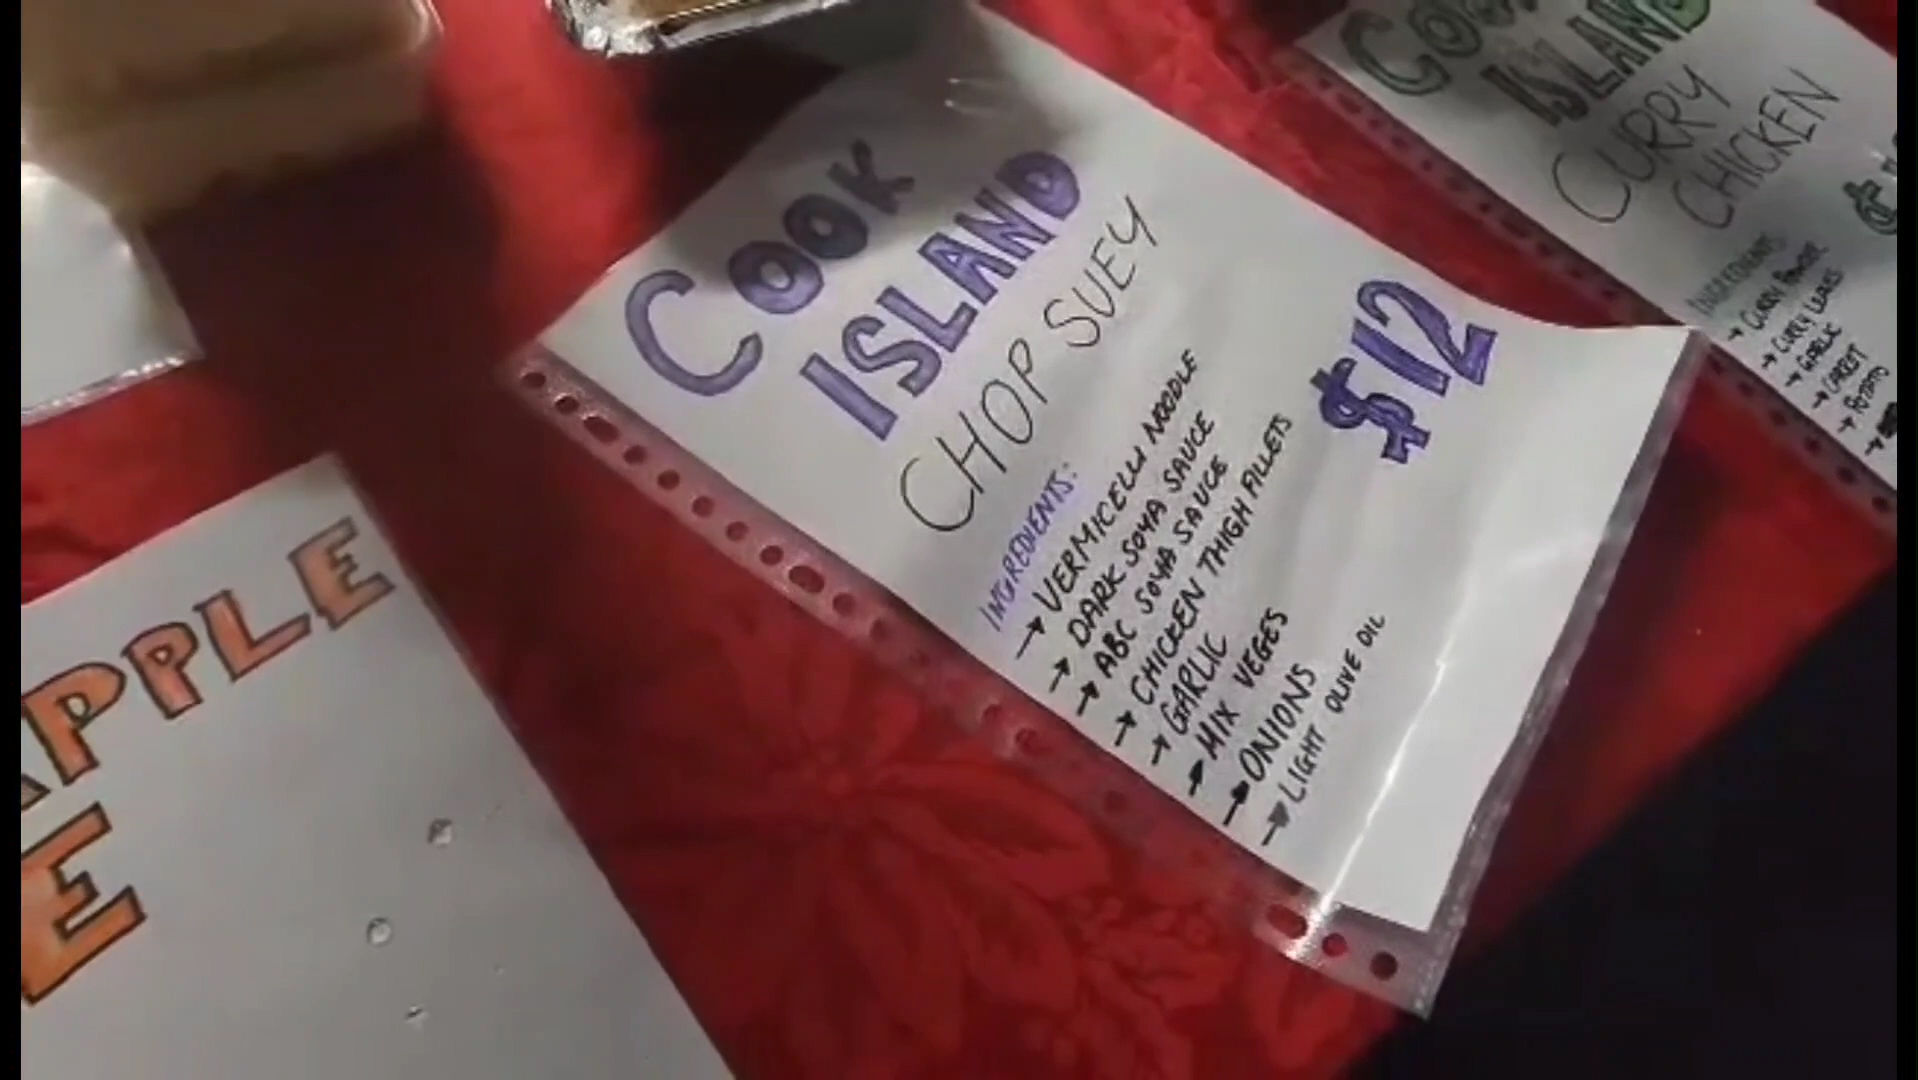 COOK
ISLAND
CHOP SUEY
$12
INGREDIENTS:
→ VERMICELLI NOODLE
→ DARK SOYA SAUCE
→ ABC SOYA SAUCE
→ CHICKEN THIGH FILLETS
→ GARLIC
→ MIX VEGES
→ ONIONS
→ LIGHT OLIVE OIL
ISLAND
CURRY
CHICKEN
INGREDIENTS
→ CURRY POWDER
→ CURRY LEAVES
→ GARLIC
→ CARROT
→ POTATO